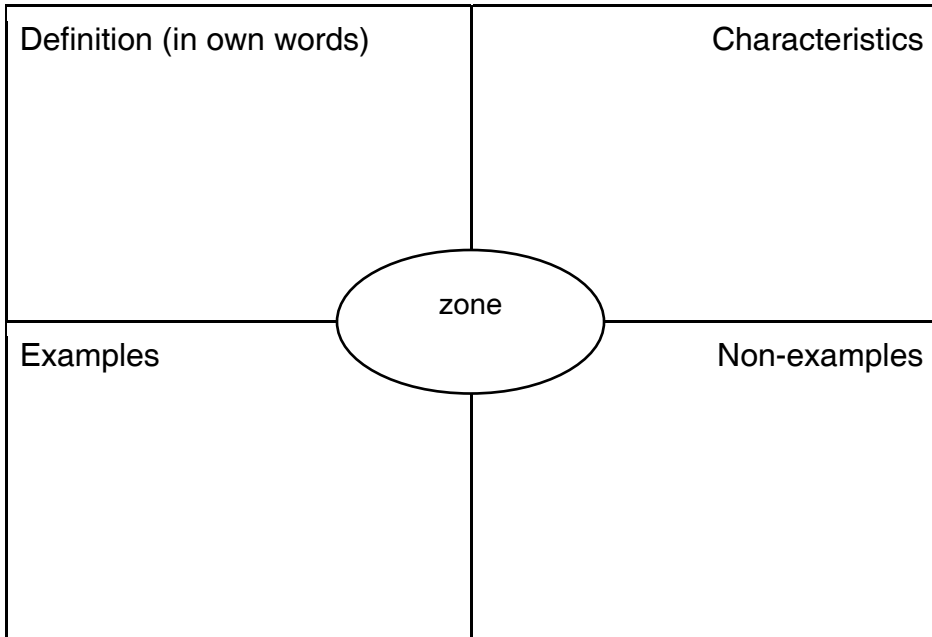 Definition (in own words)
Characteristics
zone
Examples
Non-examples